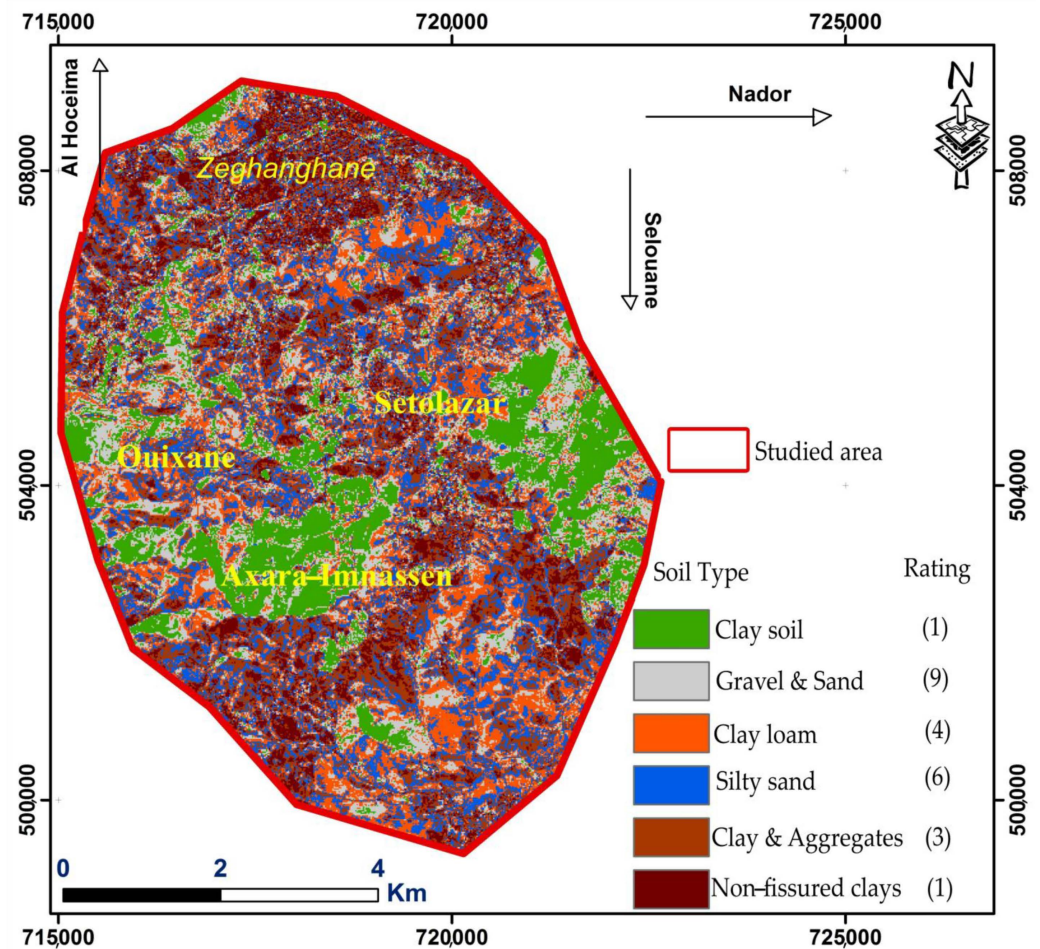 715000 720000 725000
N
Al Hoceima
Nador
508000
Zeghanghane
508000
Selouane
Setolazar
Studied area
Ouixane
504000
504000
Axara–Imnassen
Soil Type Rating
Clay soil (1)
Gravel & Sand (9)
Clay loam (4)
Silty sand (6)
Clay & Aggregates (3)
Non–fissured clays (1)
500000
500000
0 2 4
Km
715000 720000 725000